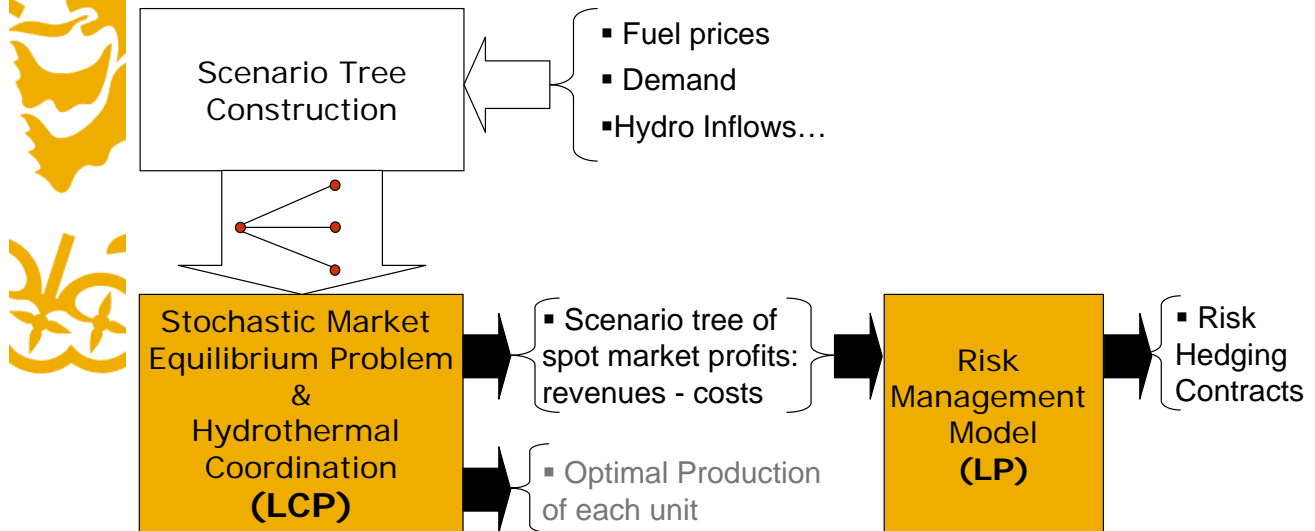 Scenario Tree
Construction
▪ Fuel prices
▪ Demand
▪Hydro Inflows…
Stochastic Market
Equilibrium Problem
&
Hydrothermal
Coordination
(LCP)
▪ Scenario tree of
spot market profits:
revenues - costs
▪ Optimal Production
of each unit
Risk
Management
Model
(LP)
▪ Risk
Hedging
Contracts